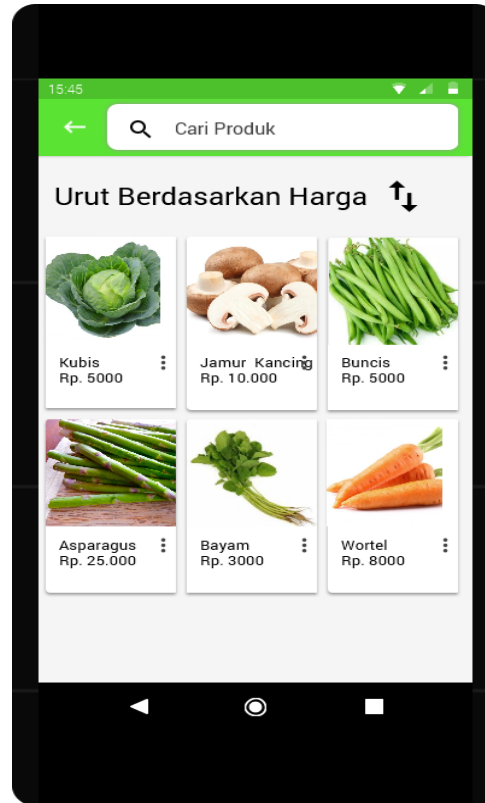 15:45
Cari Produk
Urut Berdasarkan Harga
Kubis
Rp. 5000
Jamur Kancing
Rp. 10.000
Buncis
Rp. 5000
Asparagus
Rp. 25.000
Bayam
Rp. 3000
Wortel
Rp. 8000